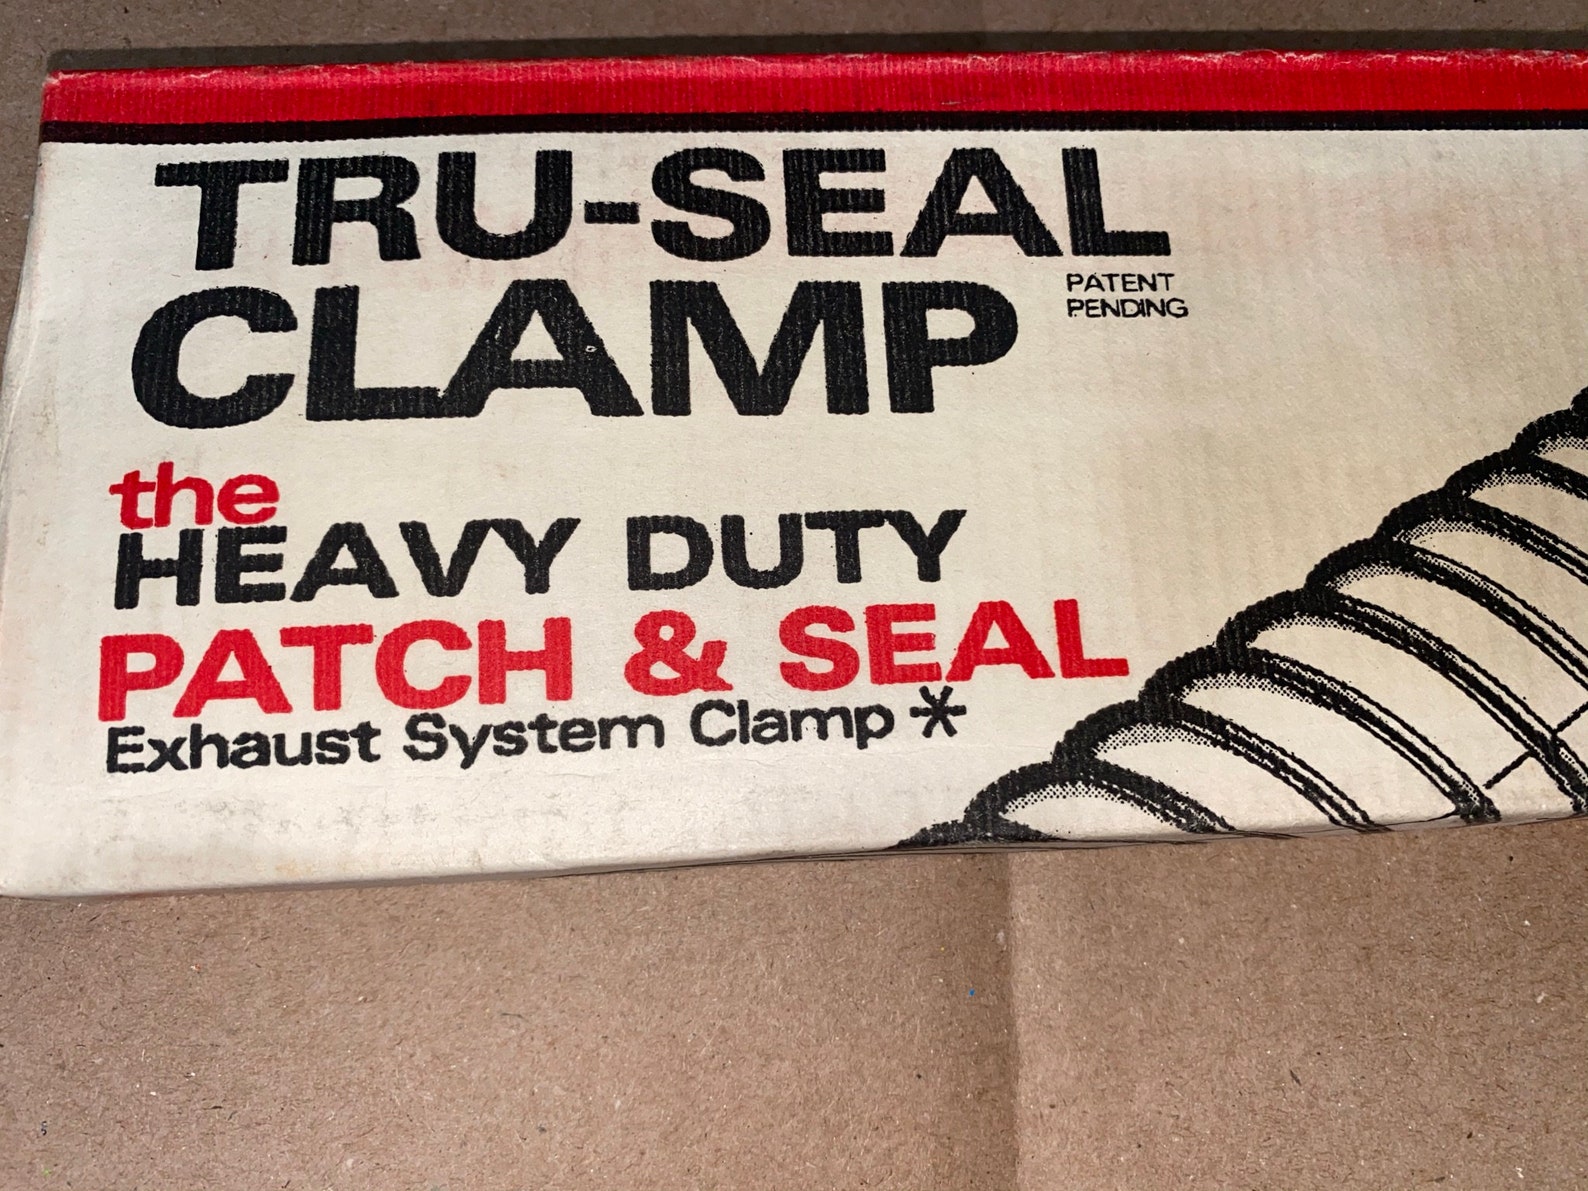 TRU-SEAL
CLAMP
PATENT
PENDING
the
HEAVY DUTY
PATCH & SEAL
Exhaust System Clamp *